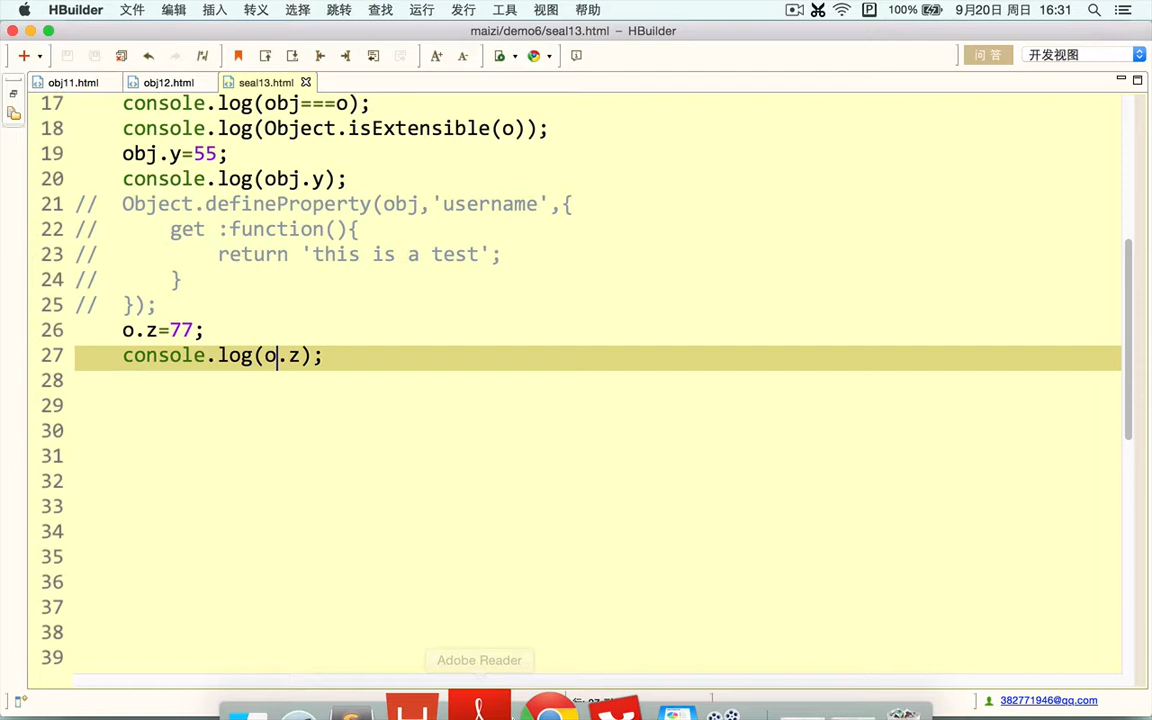 HBuilder 文件 编辑 插入 转义 选择 跳转 查找 运行 发行 工具 视图 帮助 P 100% 9月20日 周日 16:31
maizi/demo6/seal13.html – HBuilder
A+ A- 问 答 开发视图
obj11.html obj12.html seal13.html
17 console.log(obj===o);
18 console.log(Object.isExtensible(o));
19 obj.y=55;
20 console.log(obj.y);
21 // Object.defineProperty(obj,'username',{
22 // get :function(){
23 // return 'this is a test';
24 // }
25 // });
26 o.z=77;
27 console.log(o.z);
28
29
30
31
32
33
34
35
36
37
38
39
Adobe Reader
382771946@qq.com